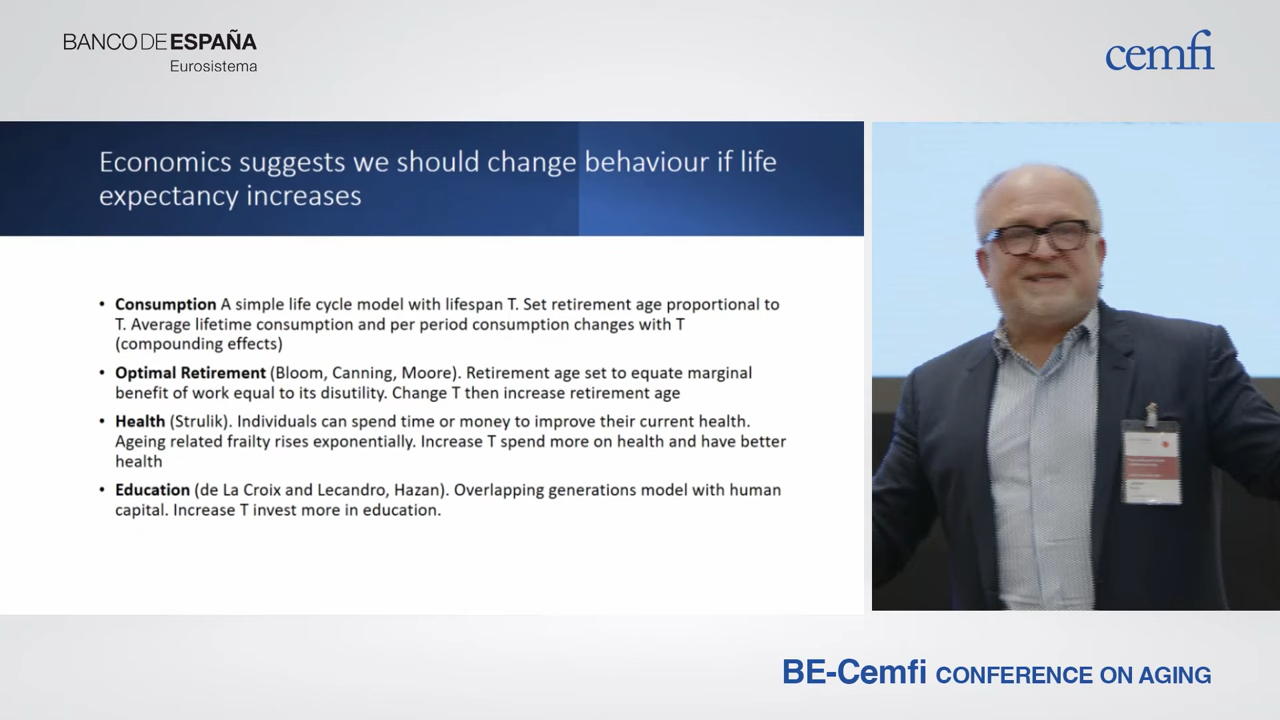 BANCO DE ESPAÑA
Eurosistema
cemfi
Economics suggests we should change behaviour if life
expectancy increases
• Consumption A simple life cycle model with lifespan T. Set retirement age proportional to
T. Average lifetime consumption and per period consumption changes with T
(compounding effects)
• Optimal Retirement (Bloom, Canning, Moore). Retirement age set to equate marginal
benefit of work equal to its disutility. Change T then increase retirement age
• Health (Strulik). Individuals can spend time or money to improve their current health.
Ageing related frailty rises exponentially. Increase T spend more on health and have better
health
• Education (de La Croix and Lecandro, Hazan). Overlapping generations model with human
capital. Increase T invest more in education.
BE-Cemfi CONFERENCE ON AGING